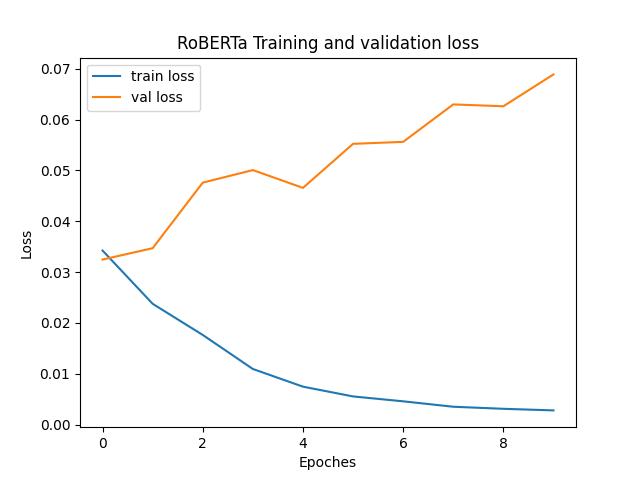 RoBERTa Training and validation loss
train loss
val loss
0.07
0.06
0.05
0.04
0.03
0.02
0.01
0.00
Loss
0 2 4 6 8
Epoches